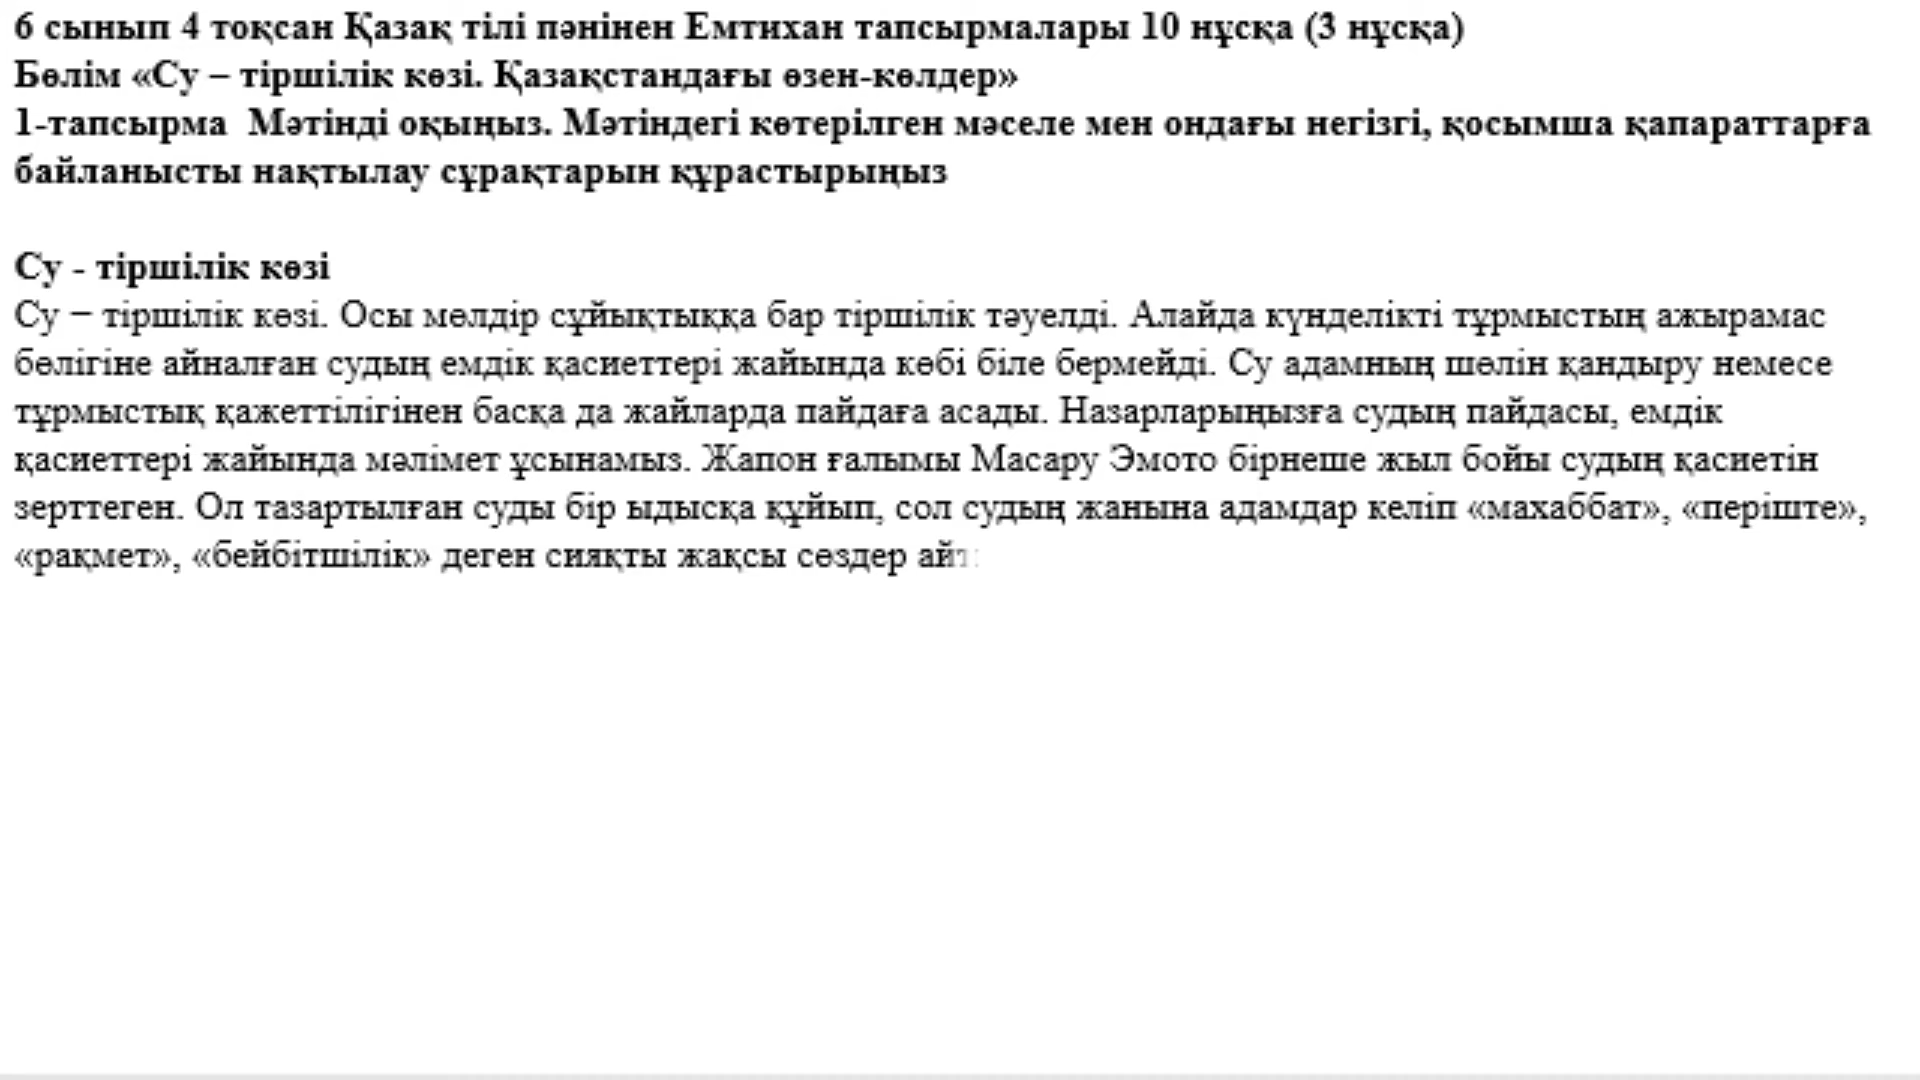 6 сынып 4 тоқсан Қазақ тілі пәнінен Емтихан тапсырмалары 10 нұсқа (3 нұсқа)
Бөлім «Су – тіршілік көзі. Қазақстандағы өзен-көлдер»
1-тапсырма  Мәтінді оқыңыз. Мәтіндегі көтерілген мәселе мен ондағы негізгі, қосымша қапараттарға
байланысты нақтылау сұрақтарын құрастырыңыз
Су - тіршілік көзі
Су − тіршілік көзі. Осы мөлдір сұйықтыққа бар тіршілік тәуелді. Алайда күнделікті тұрмыстың ажырамас
бөлігіне айналған судың емдік қасиеттері жайында көбі біле бермейді. Су адамның шөлін қандыру немесе
тұрмыстық қажеттілігінен басқа да жайларда пайдаға асады. Назарларыңызға судың пайдасы, емдік
қасиеттері жайында мәлімет ұсынамыз. Жапон ғалымы Масару Эмото бірнеше жыл бойы судың қасиетін
зерттеген. Ол тазартылған суды бір ыдысқа құйып, сол судың жанына адамдар келіп «махаббат», «періште»,
«рақмет», «бейбітшілік» деген сияқты жақсы сөздер